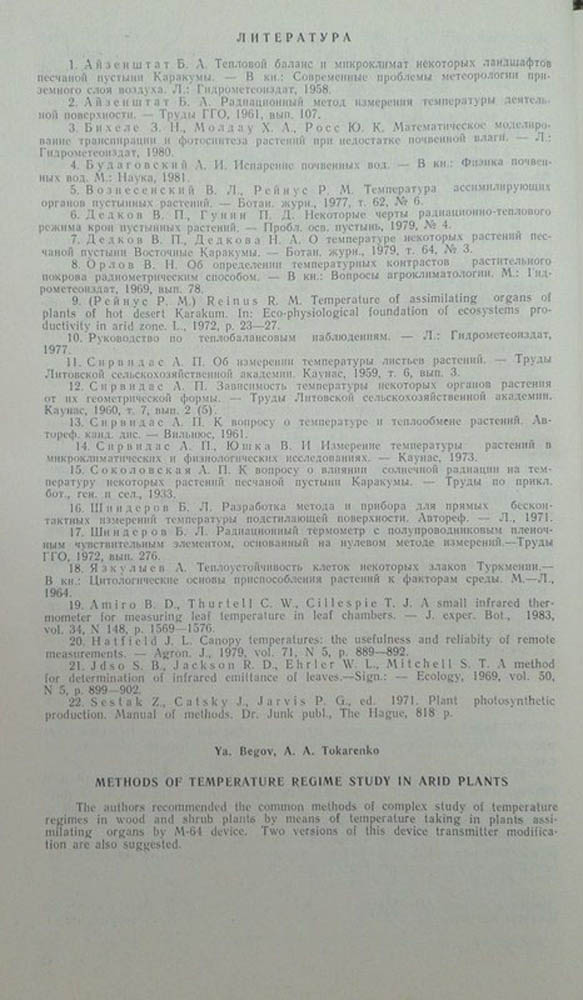 ЛИТЕРАТУРА
1. Айзенштат Б. А. Тепловой баланс и микроклимат некоторых ландшафтов
песчаной пустыни Каракумы. — В кн.: Современные проблемы метеорологии при-
земного слоя воздуха. Л.: Гидрометеоиздат, 1958.
2. Айзенштат Б. А. Радиационный метод измерения температуры деятель-
ной поверхности. — Труды ГГО, 1961, вып. 107.
3. Бихеле З. Н., Молдау Х. А., Росс Ю. К. Математическое моделиро-
вание транспирации и фотосинтеза растений при недостатке почвенной влаги. — Л.:
Гидрометеоиздат, 1980.
4. Будаговский А. И. Испарение почвенных вод. — В кн.: Физика почвен-
ных вод. М.: Наука, 1981.
5. Вознесенский В. Л., Рейнус Р. М. Температура ассимилирующих
органов пустынных растений. — Ботан. журн., 1977, т. 62, № 6.
6. Дедков В. П., Гунин П. Д. Некоторые черты радиационно-теплового
режима крон пустынных растений. — Пробл. осв. пустынь, 1979, № 4.
7. Дедков В. П., Дедкова Н. А. О температуре некоторых растений пес-
чаной пустыни Восточные Каракумы. — Ботан. журн., 1979, т. 64, № 3.
8. Орлов В. Н. Об определении температурных контрастов растительного
покрова радиометрическим способом. — В кн.: Вопросы агроклиматологии. М.: Гид-
рометеоиздат, 1969, вып. 78.
9. (Рейнус Р. М.) Reinus R. M. Temperature of assimilating organs of
plants of hot desert Karakum. In: Eco-physiological foundation of ecosystems pro-
ductivity in arid zone. L., 1972, p. 23—27.
10. Руководство по теплобалансовым наблюдениям. — Л.: Гидрометеоиздат,
1977.
11. Сирвидас А. П. Об измерении температуры листьев растений. — Труды
Литовской сельскохозяйственной академии. Каунас, 1959, т. 6, вып. 3.
12. Сирвидас А. П. Зависимость температуры некоторых органов растения
от их геометрической формы. — Труды Литовской сельскохозяйственной академии.
Каунас, 1960, т. 7, вып. 2 (5).
13. Сирвидас А. П. К вопросу о температуре и теплообмене растений. Ав-
тореф. канд. дис. — Вильнюс, 1961.
14. Сирвидас А. П., Юшка В. И Измерение температуры растений в
микроклиматических и физиологических исследованиях. — Каунас, 1973.
15. Соколовская А. П. К вопросу о влиянии солнечной радиации на тем-
пературу некоторых растений песчаной пустыни Каракумы. — Труды по прикл.
бот., ген. и сел., 1933.
16. Шиндеров Б. Л. Разработка метода и прибора для прямых бескон-
тактных измерений температуры подстилающей поверхности. Автореф. — Л., 1971.
17. Шиндеров Б. Л. Радиационный термометр с полупроводниковым пленоч-
ным чувствительным элементом, основанный на нулевом методе измерений.—Труды
ГГО, 1972, вып. 276.
18. Язкулыев А. Теплоустойчивость клеток некоторых злаков Туркмении.—
В кн.: Цитологические основы приспособления растений к факторам среды. М.—Л.,
1964.
19. Amiro B. D., Thurtell C. W., Gillespie T. J. A small infrared ther-
mometer for measuring leaf temperature in leaf chambers. — J. exper. Bot., 1983,
vol. 34, N 148, p. 1569—1576.
20. Hatfield J. L. Canopy temperatures: the usefulness and reliabity of remote
measurements. — Agron. J., 1979, vol. 71, N 5, p. 889—892.
21. Jdso S. B., Jackson R. D., Ehrler W. L., Mitchell S. T. A method
for determination of infrared emittance of leaves.—Sign.: — Ecology, 1969, vol. 50,
N 5, p. 899—902.
22. Sestak Z., Catsky J., Jarvis P. G., ed. 1971. Plant photosynthetic
production. Manual of methods. Dr. Junk publ., The Hague, 818 p.
Ya. Begov, A. A. Tokarenko
METHODS OF TEMPERATURE REGIME STUDY IN ARID PLANTS
The authors recommended the common methods of complex study of temperature
regimes in wood and shrub plants by means of temperature taking in plants assi-
milating organs by M-64 device. Two versions of this device transmitter modifica-
tion are also suggested.